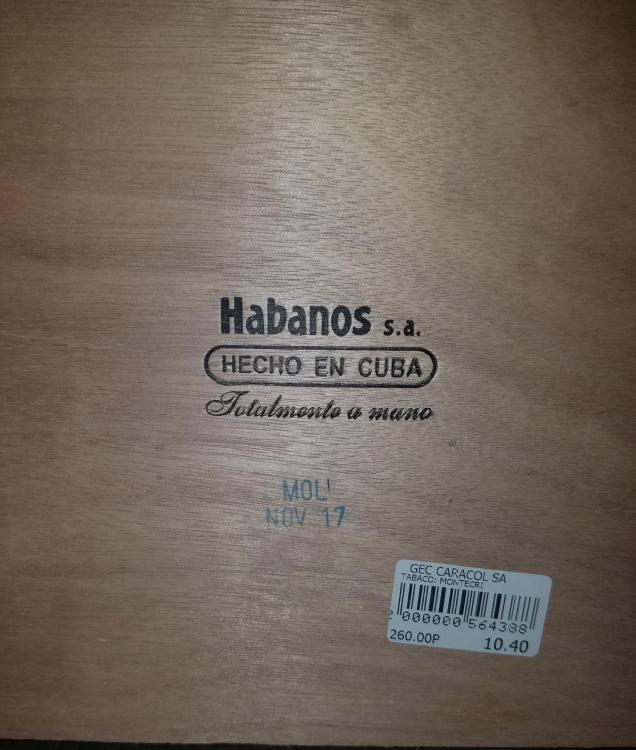 Habanos s.a.
HECHO EN CUBA
Totalmente a mano
MOL'
NOV 17
GEC CARACOL SA
TABACO: MONTECRI
2 000000 564388
260.00P 10.40